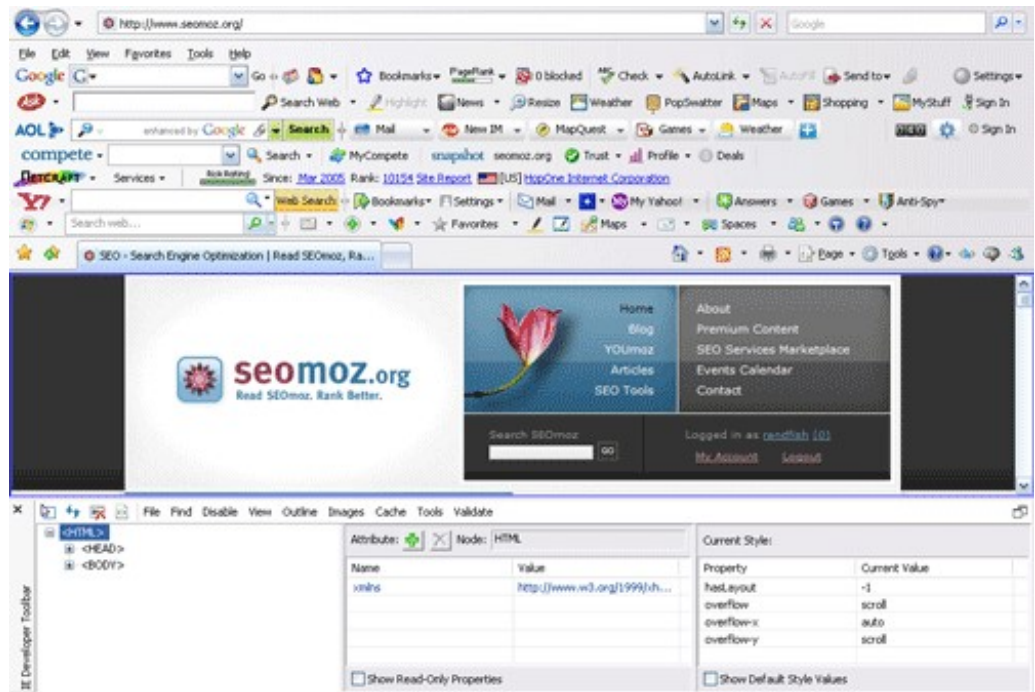 http://www.seomoz.org/ Google
File Edit View Favorites Tools Help
Google G Go Bookmarks PageRank 0 blocked Check AutoLink AutoFill Send to Settings
Ask Search Web Highlight News Resize Weather PopSwatter Maps Shopping MyStuff Sign In
AOL enhanced by Google Search Mail New IM MapQuest Games Weather Sign In
compete Search MyCompete snapshot seomoz.org Trust Profile Deals
NETCRAFT Services Risk Rating Since: Mar 2005 Rank: 10154 Site Report [US] HopOne Internet Corporation
Y7 Web Search Bookmarks Settings Mail My Yahoo! Answers Games Anti-Spy
Search web... Favorites Maps Spaces
SEO - Search Engine Optimization | Read SEOmoz, Ra... Page Tools
Home About
Blog Premium Content
YOUmoz SEO Services Marketplace
Articles Events Calendar
SEO Tools Contact
seomoz.org
Read SEOmoz. Rank Better.
Search SEOmoz Logged in as randfish (0)
GO
My Account Logout
File Find Disable View Outline Images Cache Tools Validate
<HTML> Attribute: Node: HTML Current Style:
<HEAD>
<BODY> Name Value Property Current Value
xmlns http://www.w3.org/1999/xh... hasLayout -1
overflow scroll
overflow-x auto
overflow-y scroll
Show Read-Only Properties Show Default Style Values
IE Developer Toolbar